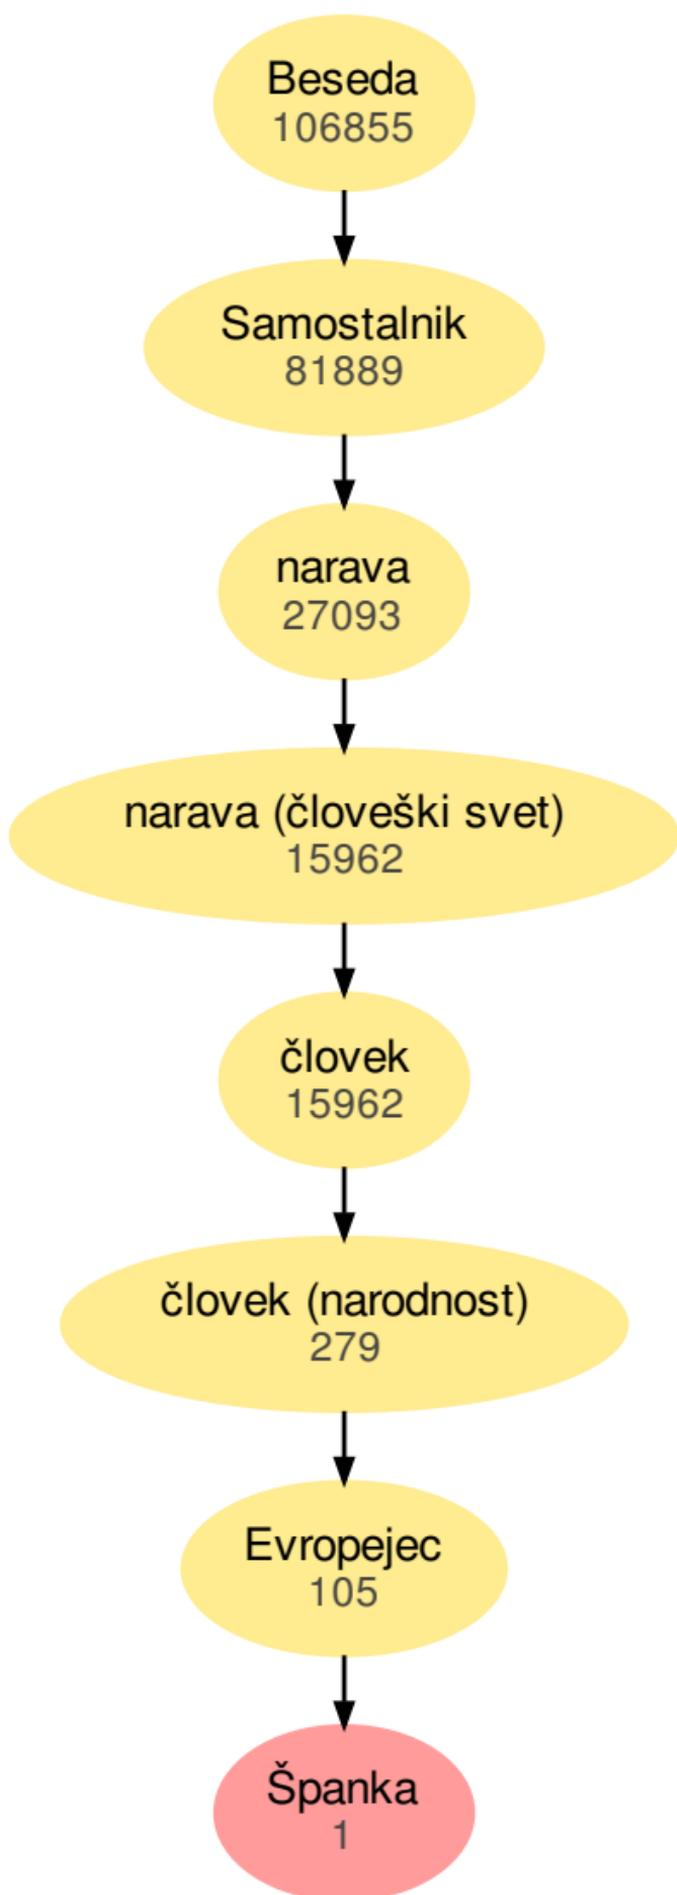 Beseda
106855
Samostalnik
81889
narava
27093
narava (človeški svet)
15962
človek
15962
človek (narodnost)
279
Evropejec
105
Španka
1